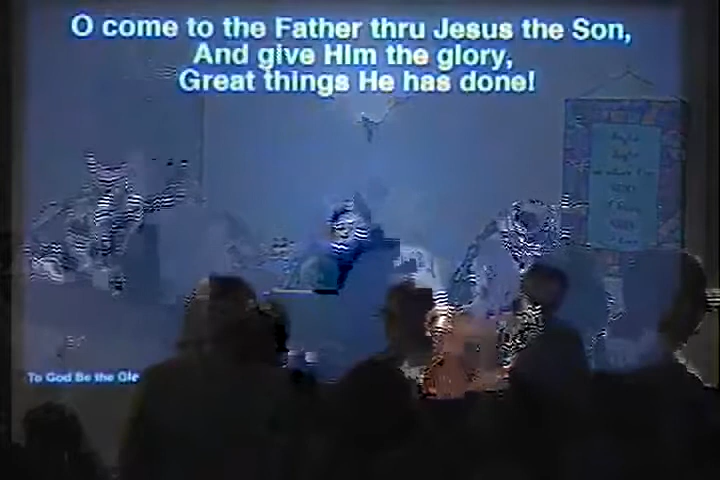 O come to the Father thru Jesus the Son,
And give Him the glory,
Great things He has done!
To God Be the Glo